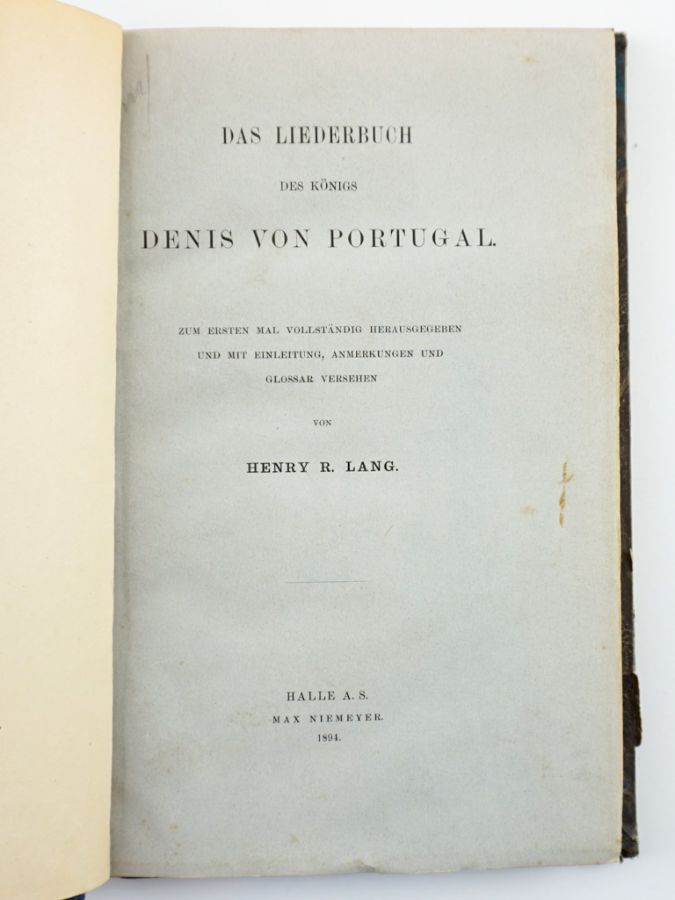 DAS LIEDERBUCH
DES KÖNIGS
DENIS VON PORTUGAL.
ZUM ERSTEN MAL VOLLSTÄNDIG HERAUSGEGEBEN
UND MIT EINLEITUNG, ANMERKUNGEN UND
GLOSSAR VERSEHEN
VON
HENRY R. LANG.
HALLE A. S.
MAX NIEMEYER.
1894.